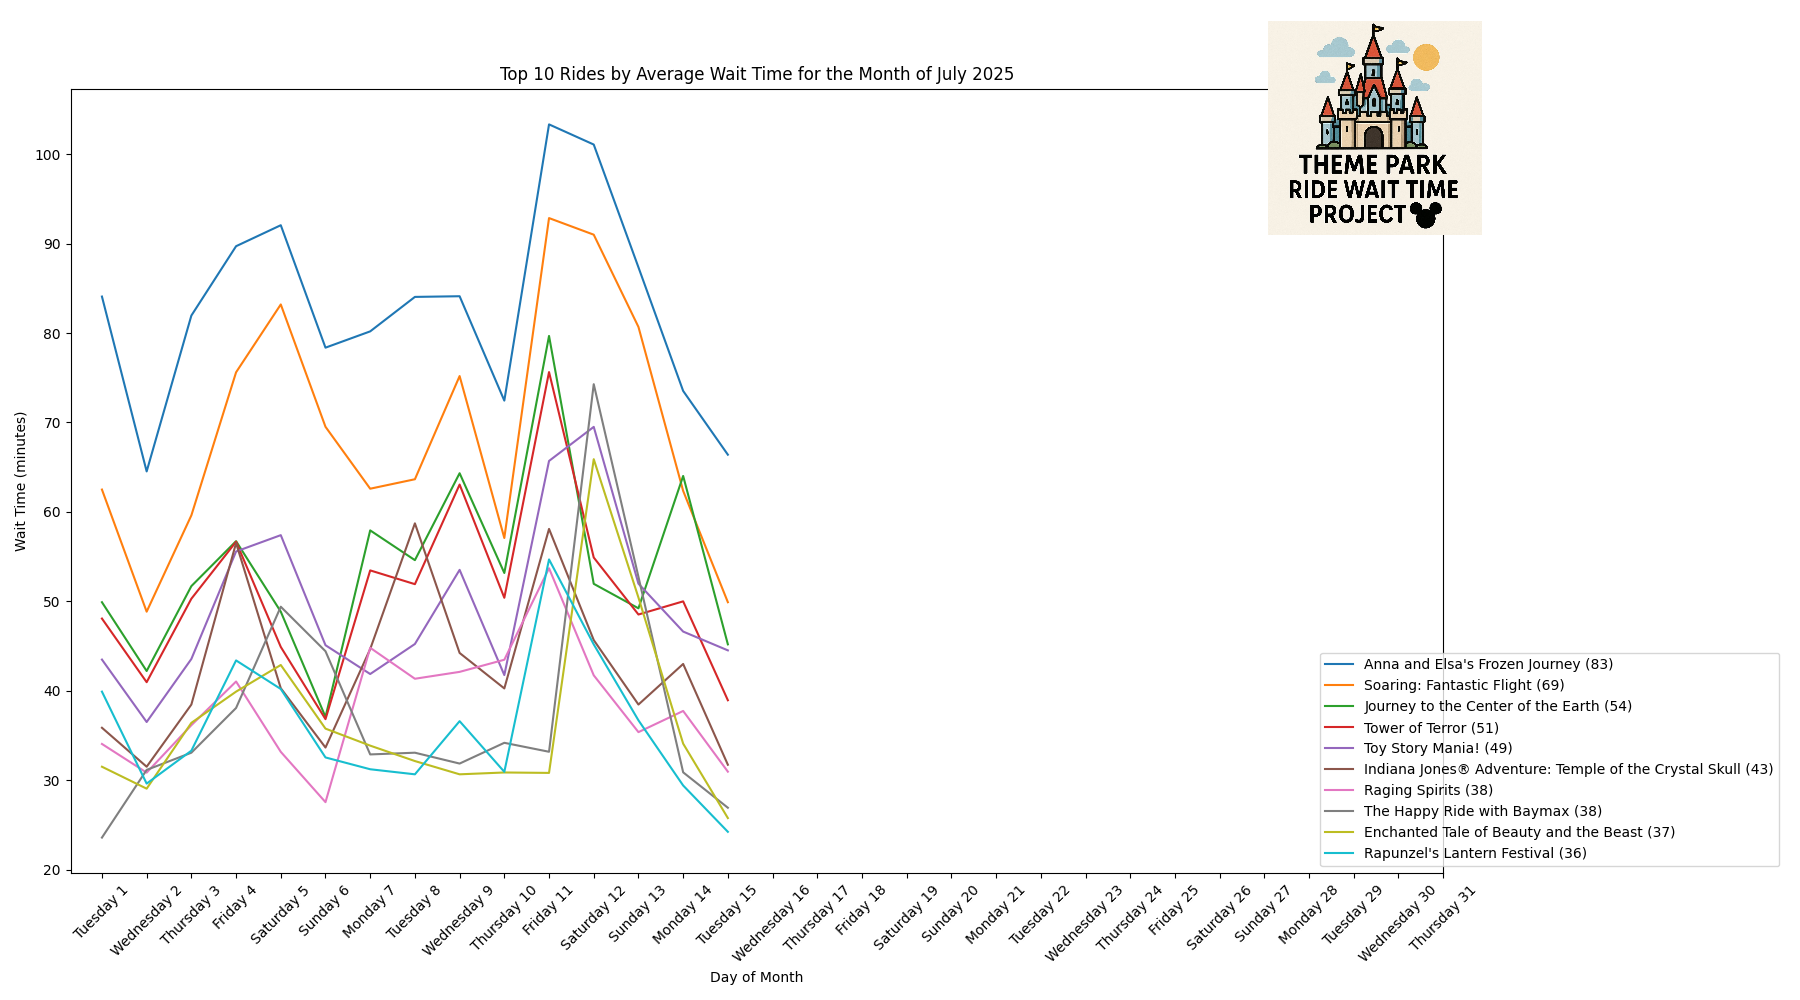 Top 10 Rides by Average Wait Time for the Month of July 2025
THEME PARK
RIDE WAIT TIME
PROJECT
Wait Time (minutes)
100
90
80
70
60
50
40
30
20
Anna and Elsa's Frozen Journey (83)
Soaring: Fantastic Flight (69)
Journey to the Center of the Earth (54)
Tower of Terror (51)
Toy Story Mania! (49)
Indiana Jones® Adventure: Temple of the Crystal Skull (43)
Raging Spirits (38)
The Happy Ride with Baymax (38)
Enchanted Tale of Beauty and the Beast (37)
Rapunzel's Lantern Festival (36)
Tuesday 1
Wednesday 2
Thursday 3
Friday 4
Saturday 5
Sunday 6
Monday 7
Tuesday 8
Wednesday 9
Thursday 10
Friday 11
Saturday 12
Sunday 13
Monday 14
Tuesday 15
Wednesday 16
Thursday 17
Friday 18
Saturday 19
Sunday 20
Monday 21
Tuesday 22
Wednesday 23
Thursday 24
Friday 25
Saturday 26
Sunday 27
Monday 28
Tuesday 29
Wednesday 30
Thursday 31
Day of Month